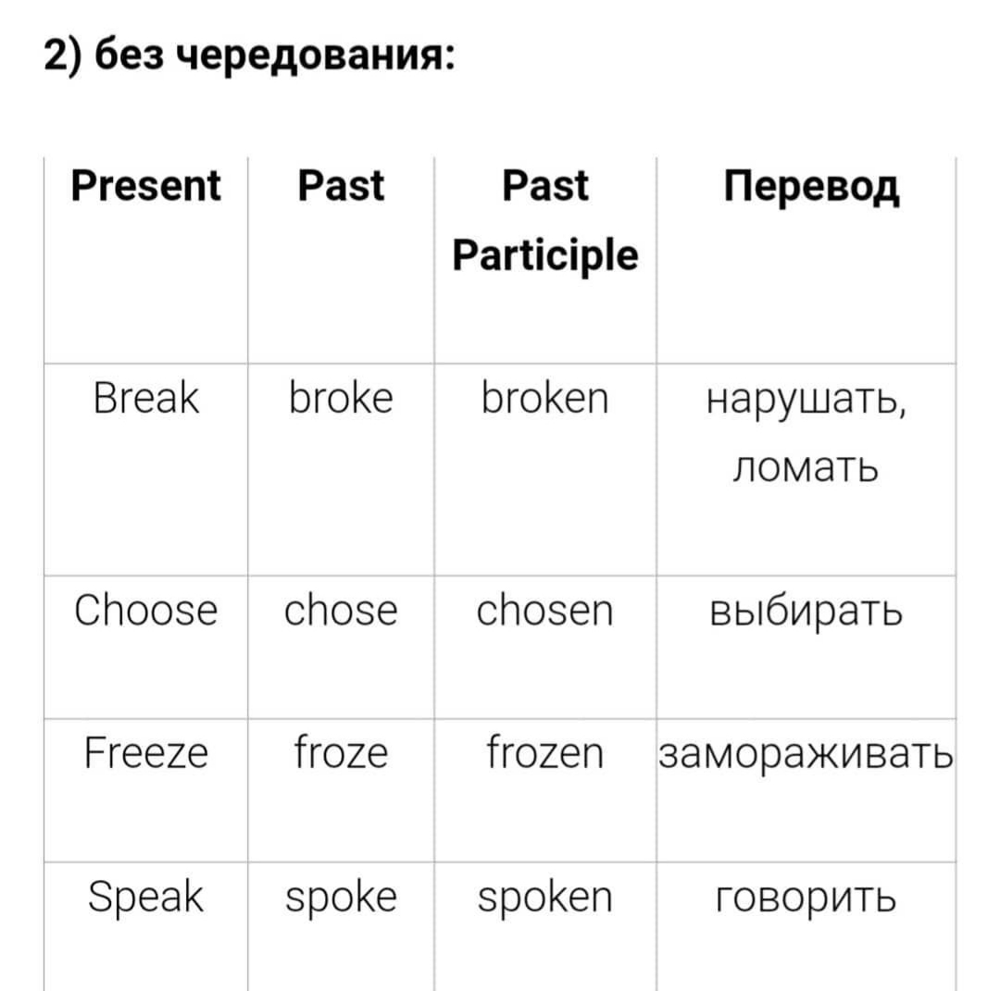 2) без чередования:
Present Past Past Перевод
Participle
Break broke broken нарушать,
ломать
Choose chose chosen выбирать
Freeze froze frozen замораживать
Speak spoke spoken говорить